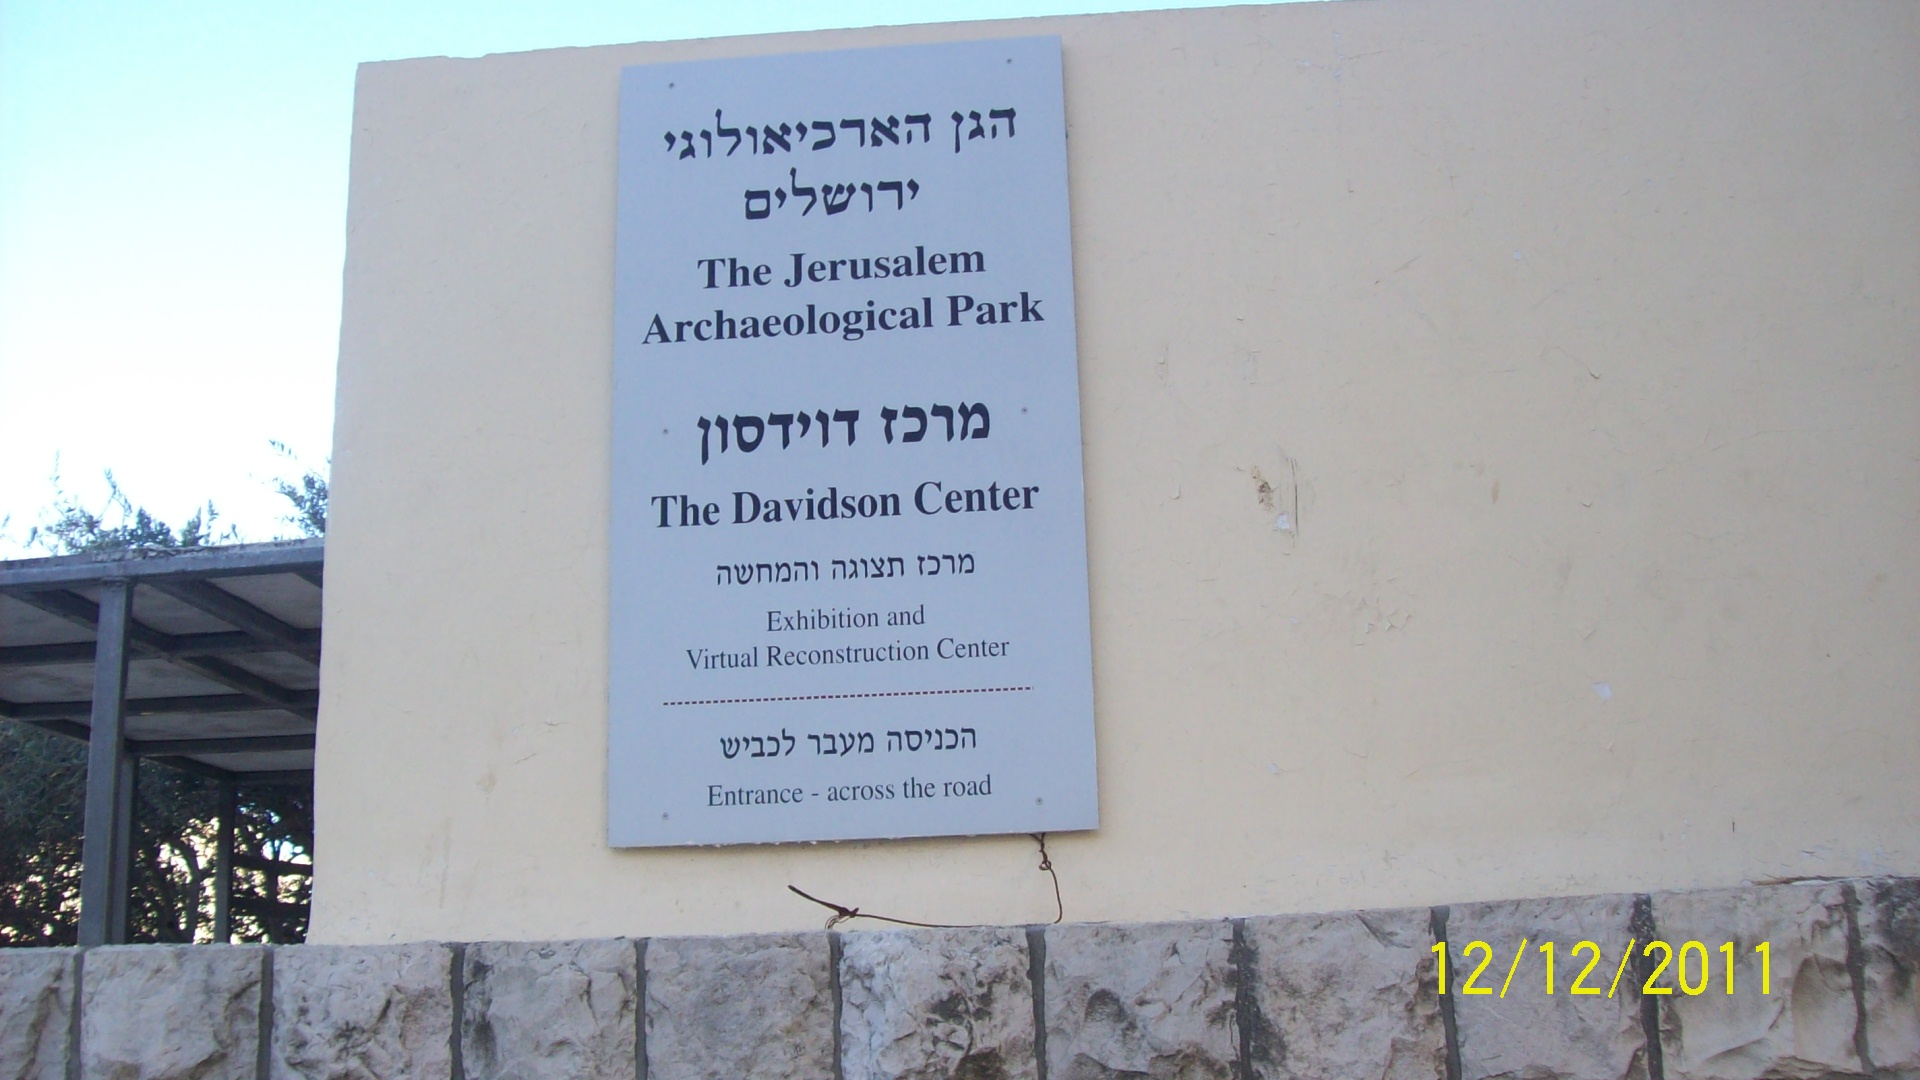 הגן הארכיאולוגי
ירושלים
The Jerusalem
Archaeological Park
מרכז דוידסון
The Davidson Center
מרכז תצוגה והמחשה
Exhibition and
Virtual Reconstruction Center
הכניסה מעבר לכביש
Entrance - across the road
12/12/2011